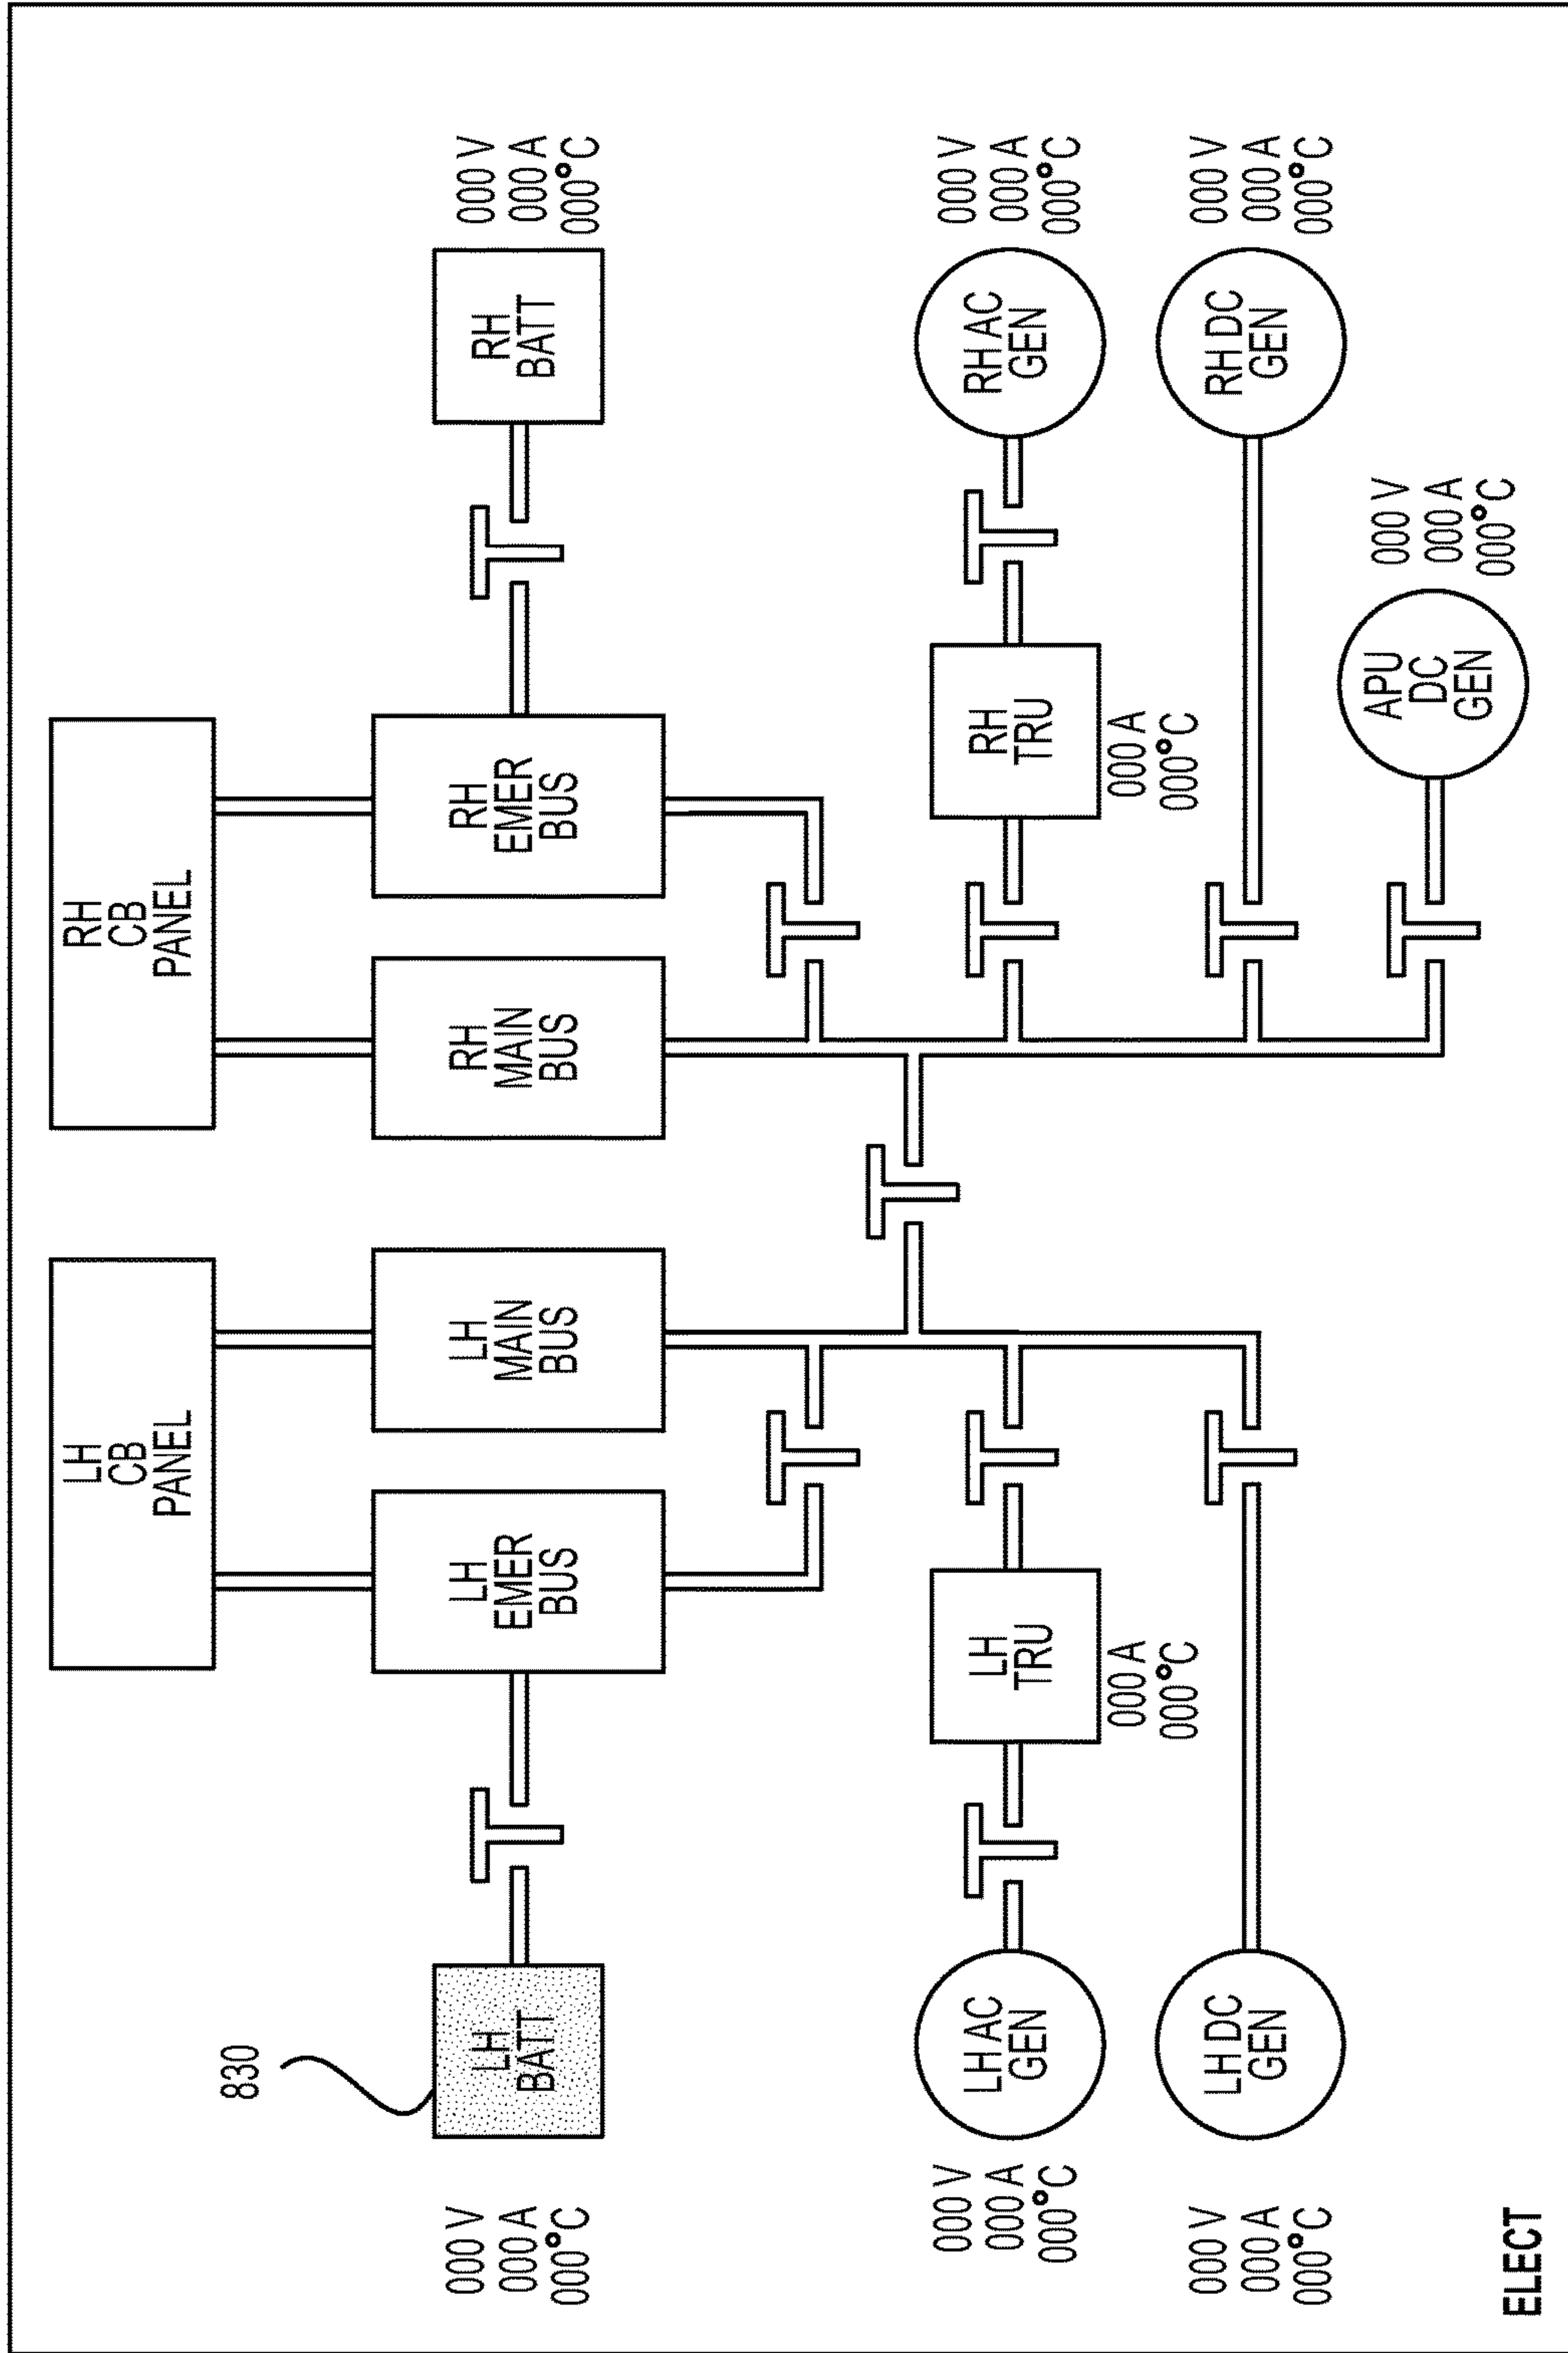 LH
CB
PANEL
RH
CB
PANEL
830
000 V
000 A
000°C
LH
BATT
LH
EMER
BUS
LH
MAIN
BUS
RH
MAIN
BUS
RH
EMER
BUS
RH
BATT
000 V
000 A
000°C
000 V
000 A
000°C
LH AC
GEN
LH
TRU
000 A
000°C
RH
TRU
000 A
000°C
RH AC
GEN
000 V
000 A
000°C
000 V
000 A
000°C
LH DC
GEN
RH DC
GEN
000 V
000 A
000°C
APU
DC
GEN
000 V
000 A
000°C
ELECT